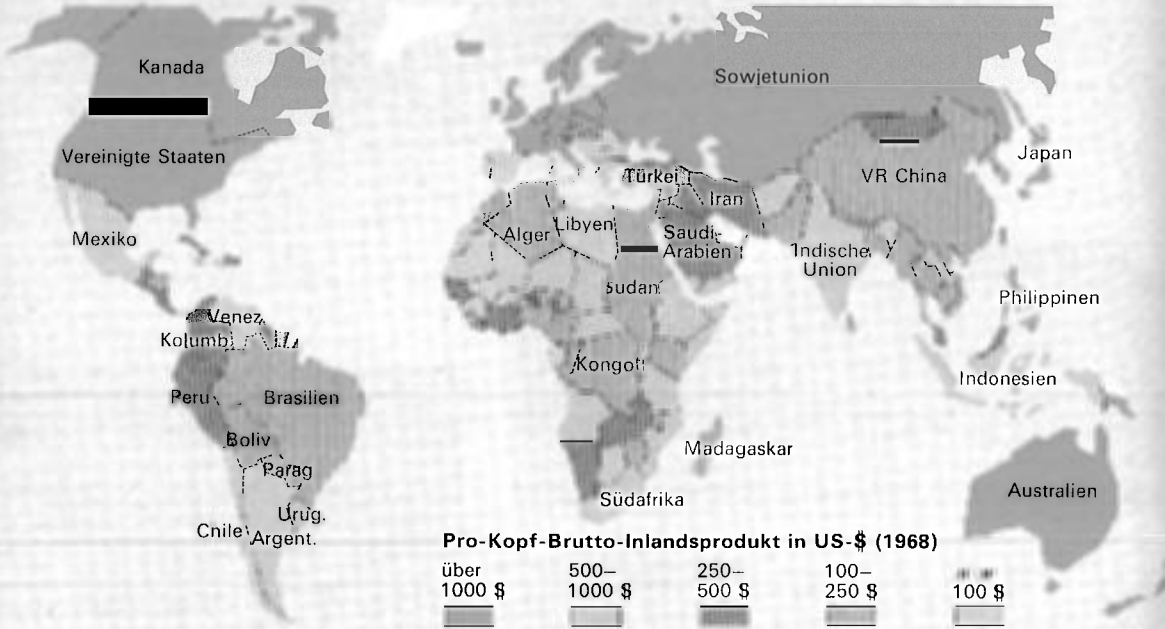 Kanada
Sowjetunion
Vereinigte Staaten
Japan
Türkei
VR China
Iran
Mexiko
Alger
Libyen
Saudi-
Arabien
Indische
Union
Sudan
Philippinen
Venez.
Kolumb
Kongo
Indonesien
Peru
Brasilien
Boliv
Madagaskar
Parag
Südafrika
Australien
Urug.
Cnile
Argent.
Pro-Kopf-Brutto-Inlandsprodukt in US-$ (1968)
über 500– 250– 100–
1000 $ 1000 $ 500 $ 250 $ 100 $